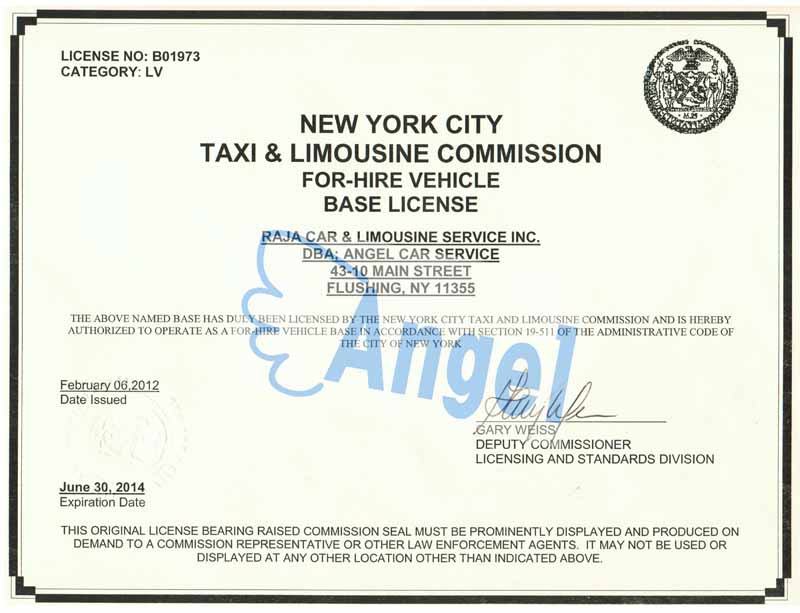 LICENSE NO: B01973
CATEGORY: LV
NEW YORK CITY
TAXI & LIMOUSINE COMMISSION
FOR-HIRE VEHICLE
BASE LICENSE
RAJA CAR & LIMOUSINE SERVICE INC.
DBA; ANGEL CAR SERVICE
43-10 MAIN STREET
FLUSHING, NY 11355
THE ABOVE NAMED BASE HAS DULY BEEN LICENSED BY THE NEW YORK CITY TAXI AND LIMOUSINE COMMISSION AND IS HEREBY
AUTHORIZED TO OPERATE AS A FOR-HIRE VEHICLE BASE IN ACCORDANCE WITH SECTION 19-511 OF THE ADMINISTRATIVE CODE OF
THE CITY OF NEW YORK
Angel
February 06,2012
Date Issued
GARY WEISS
DEPUTY COMMISSIONER
LICENSING AND STANDARDS DIVISION
June 30, 2014
Expiration Date
THIS ORIGINAL LICENSE BEARING RAISED COMMISSION SEAL MUST BE PROMINENTLY DISPLAYED AND PRODUCED ON
DEMAND TO A COMMISSION REPRESENTATIVE OR OTHER LAW ENFORCEMENT AGENTS. IT MAY NOT BE USED OR
DISPLAYED AT ANY OTHER LOCATION OTHER THAN INDICATED ABOVE.